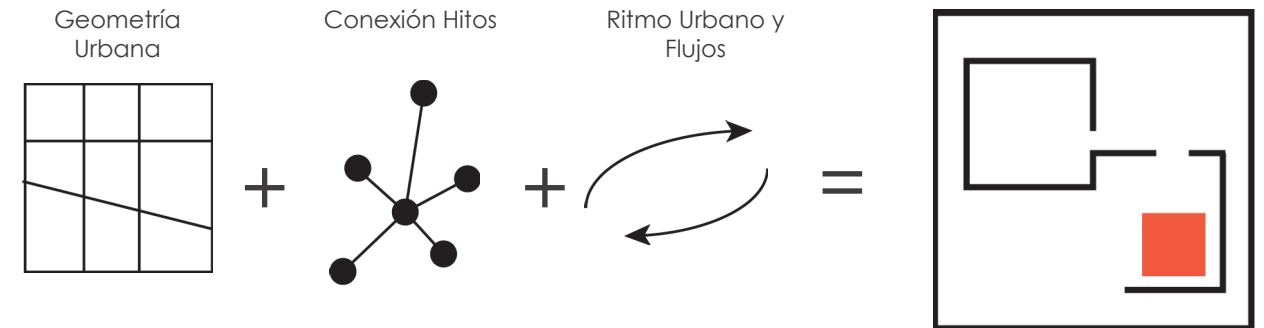 Geometría
Urbana
Conexión Hitos
Ritmo Urbano y
Flujos
+
+
=